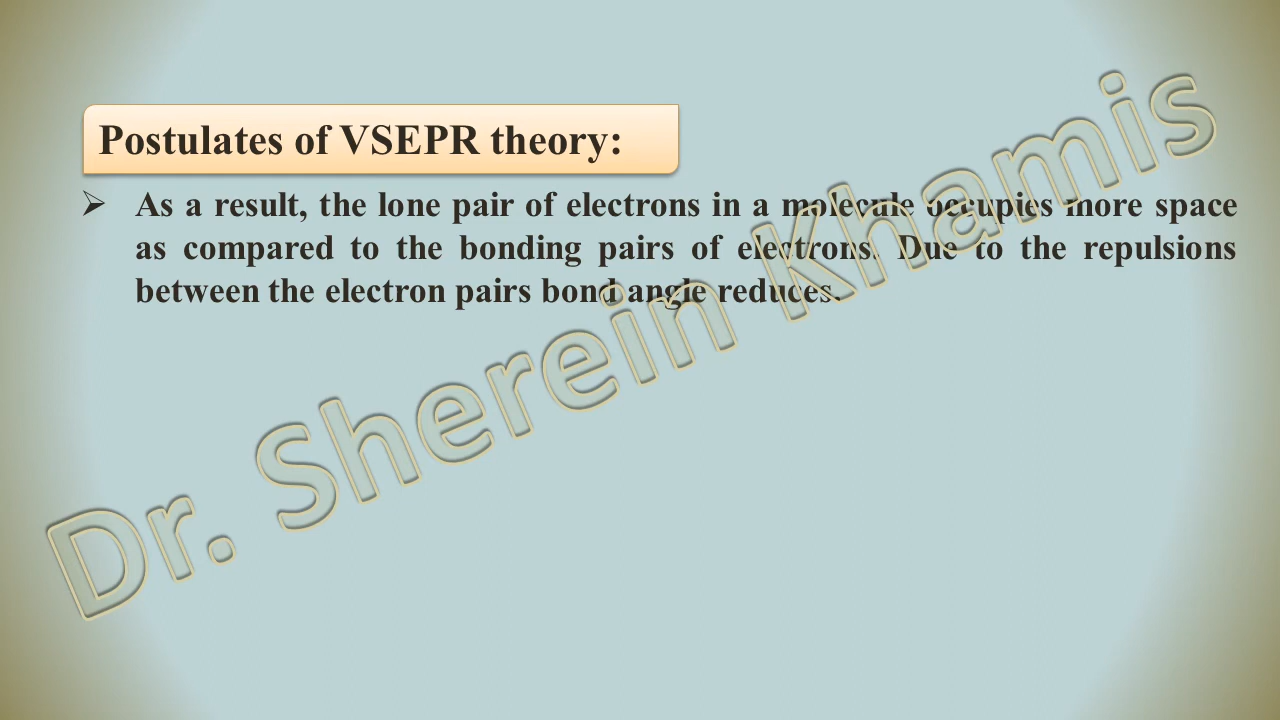 Postulates of VSEPR theory:
➢ As a result, the lone pair of electrons in a molecule occupies more space
as compared to the bonding pairs of electrons. Due to the repulsions
between the electron pairs bond angle reduces.
Dr. Sherein Khamis